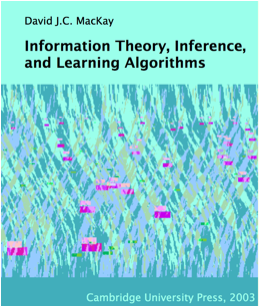 David J.C. MacKay
Information Theory, Inference,
and Learning Algorithms
Cambridge University Press, 2003